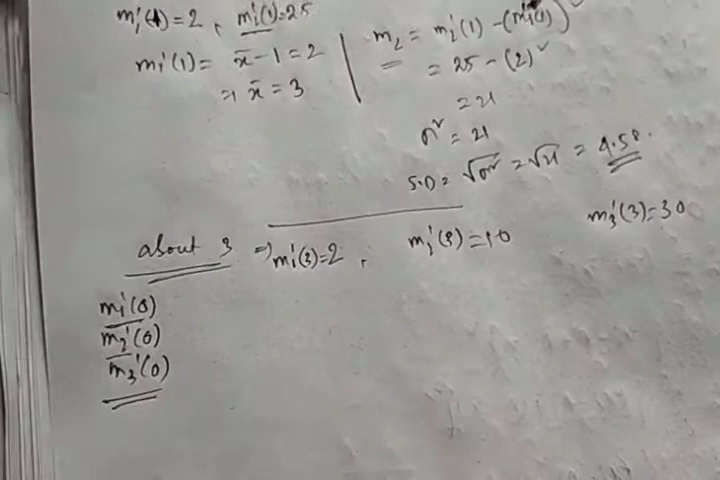 m₁'(1) = 2, m₂'(1) = 25
m₁'(1) = x̄ - 1 = 2
⇒ x̄ = 3
m₂ = m₂'(1) - (m₁'(1))²
= 25 - (2)²
= 21
σ² = 21
S.D = √σ² = √21 = 4.58.
about 3 ⇒ m₁'(3) = 2, m₂'(3) = 10 m₃'(3) = 30
m₁'(0)
m₂'(0)
m₃'(0)